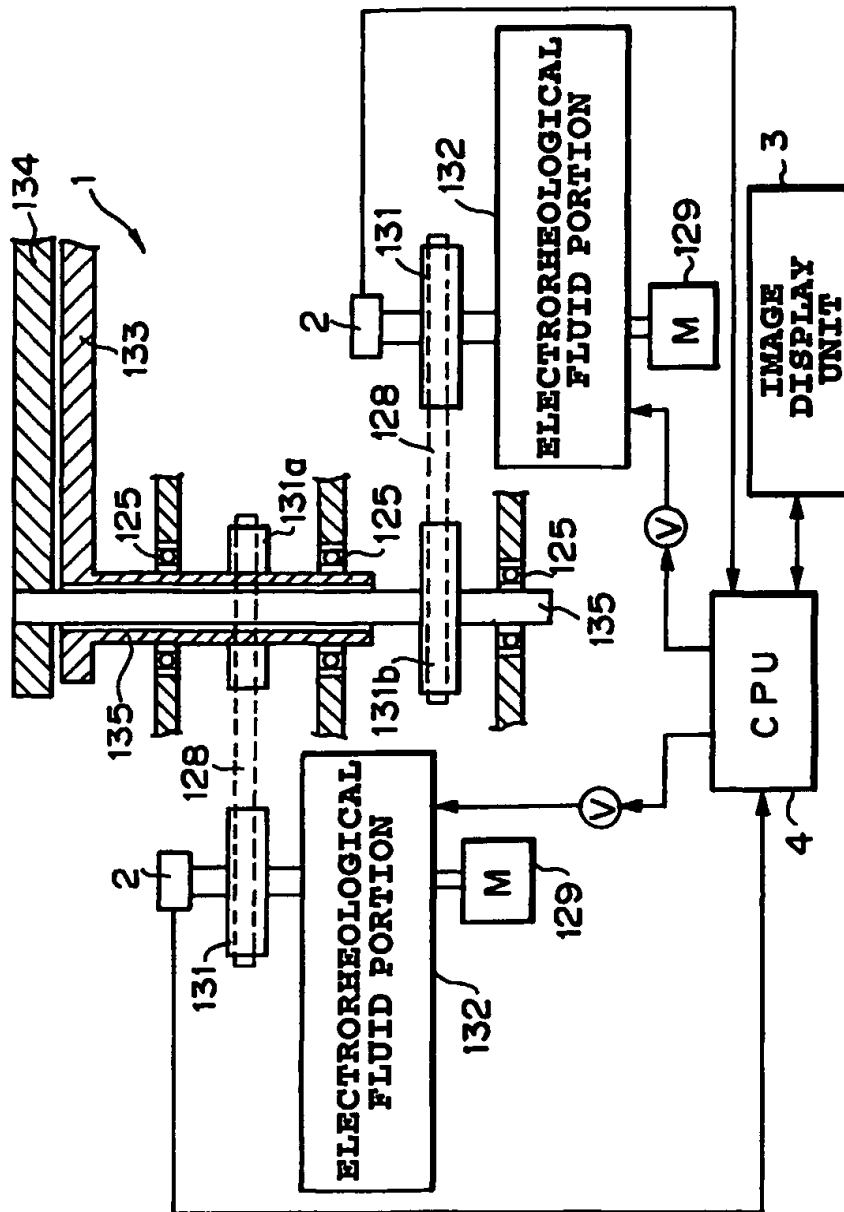 134
1
133
135
125
2
128
131
131a
2
ELECTRORHEOLOGICAL
FLUID PORTION
125
131b
128
131
132
132
M
129
ELECTRORHEOLOGICAL
FLUID PORTION
125
135
V
V
M
129
CPU
4
IMAGE
DISPLAY
UNIT
3